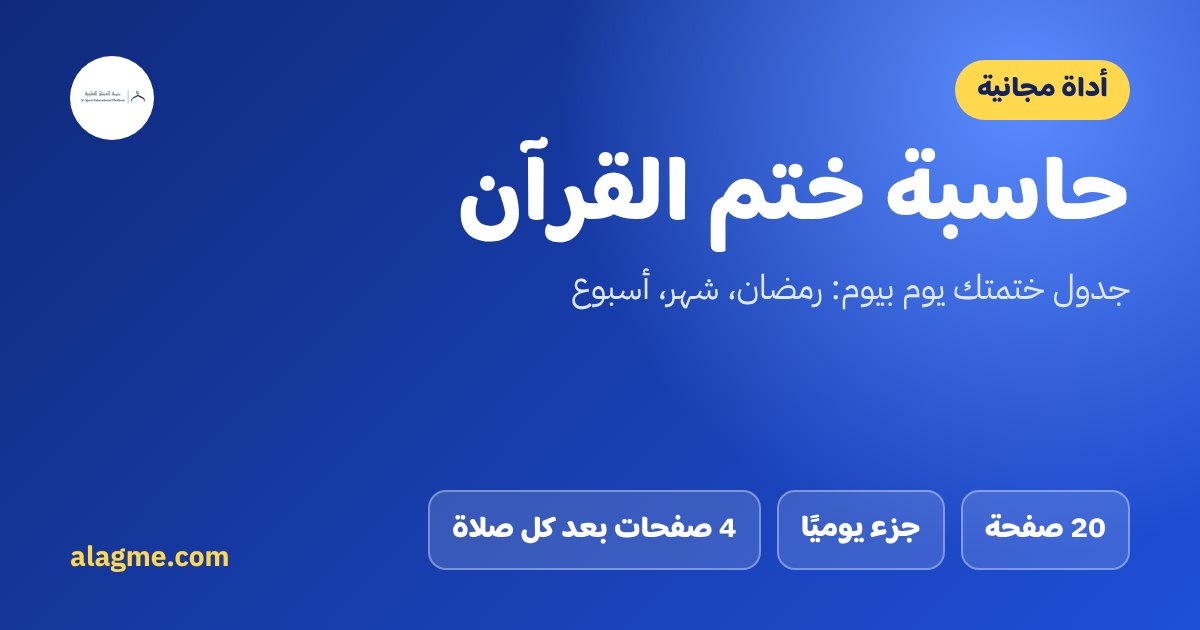 أداة مجانية
حاسبة ختم القرآن
جدول ختمتك يوم بيوم: رمضان، شهر، أسبوع
20 صفحة
جزء يوميًا
4 صفحات بعد كل صلاة
alagme.com